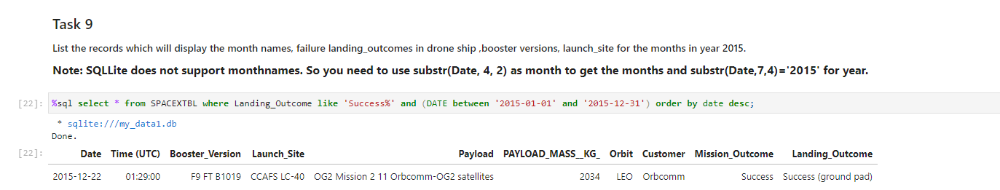 Task 9
List the records which will display the month names, failure landing_outcomes in drone ship ,booster versions, launch_site for the months in year 2015.
Note: SQLLite does not support monthnames. So you need to use substr(Date, 4, 2) as month to get the months and substr(Date,7,4)='2015' for year.
[22]: %sql select * from SPACEXTBL where Landing_Outcome like 'Success%' and (DATE between '2015-01-01' and '2015-12-31') order by date desc;
* sqlite:///my_data1.db
Done.
[22]: Date Time (UTC) Booster_Version Launch_Site Payload PAYLOAD_MASS__KG_ Orbit Customer Mission_Outcome Landing_Outcome
2015-12-22 01:29:00 F9 FT B1019 CCAFS LC-40 OG2 Mission 2 11 Orbcomm-OG2 satellites 2034 LEO Orbcomm Success Success (ground pad)